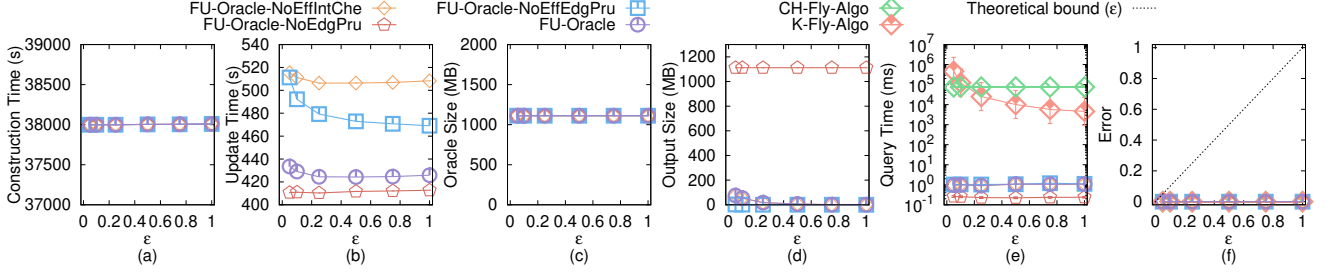 FU-Oracle-NoEffIntChe FU-Oracle-NoEffEdgPru CH-Fly-Algo Theoretical bound (ε)
FU-Oracle-NoEdgPru FU-Oracle K-Fly-Algo
Construction Time (s)
39000
38500
38000
37500
37000
0 0.2 0.4 0.6 0.8 1
ε
(a)
Update Time (s)
540
520
500
480
460
440
420
400
0 0.2 0.4 0.6 0.8 1
ε
(b)
Oracle Size (MB)
2000
1500
1000
500
0
0 0.2 0.4 0.6 0.8 1
ε
(c)
Output Size (MB)
1200
1000
800
600
400
200
0
0 0.2 0.4 0.6 0.8 1
ε
(d)
Query Time (ms)
10^7
10^6
10^5
10^4
10^3
10^2
10^1
10^0
10^-1
0 0.2 0.4 0.6 0.8 1
ε
(e)
Error
1
0.8
0.6
0.4
0.2
0
0 0.2 0.4 0.6 0.8 1
ε
(f)